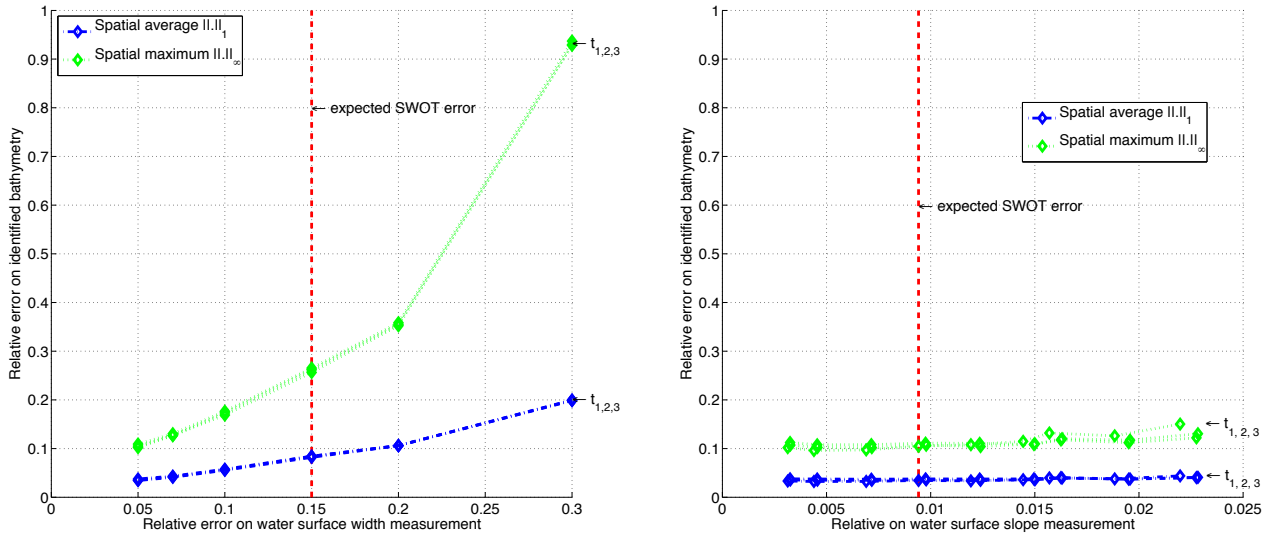 Spatial average ||.||1
Spatial maximum ||.||∞
← t1,2,3
← expected SWOT error
← t1,2,3
Relative error on identified bathymetry
1
0.9
0.8
0.7
0.6
0.5
0.4
0.3
0.2
0.1
0
0 0.05 0.1 0.15 0.2 0.25 0.3
Relative error on water surface width measurement
Spatial average ||.||1
Spatial maximum ||.||∞
← expected SWOT error
← t1, 2, 3
← t1, 2, 3
Relative error on identified bathymetry
1
0.9
0.8
0.7
0.6
0.5
0.4
0.3
0.2
0.1
0
0.005 0.01 0.015 0.02 0.025
Relative on water surface slope measurement